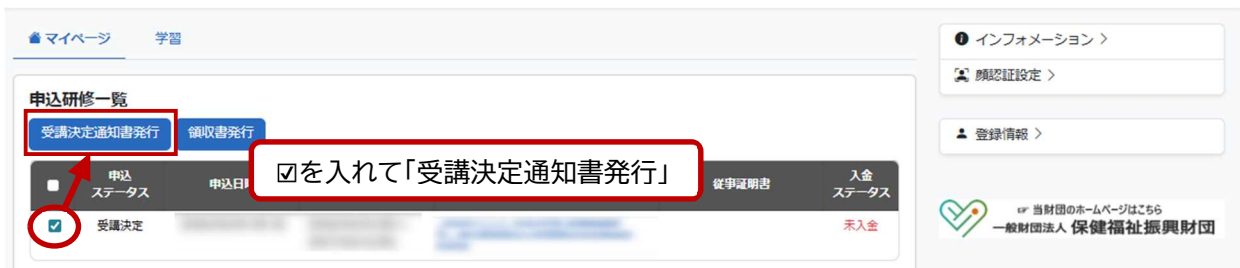 マイページ 学習
インフォメーション >
顔認証設定 >
申込研修一覧
受講決定通知書発行 領収書発行
登録情報 >
☑を入れて「受講決定通知書発行」
申込
ステータス
申込日
従事証明書
入金
ステータス
受講決定
未入金
☞ 当財団のホームページはこちら
一般財団法人 保健福祉振興財団